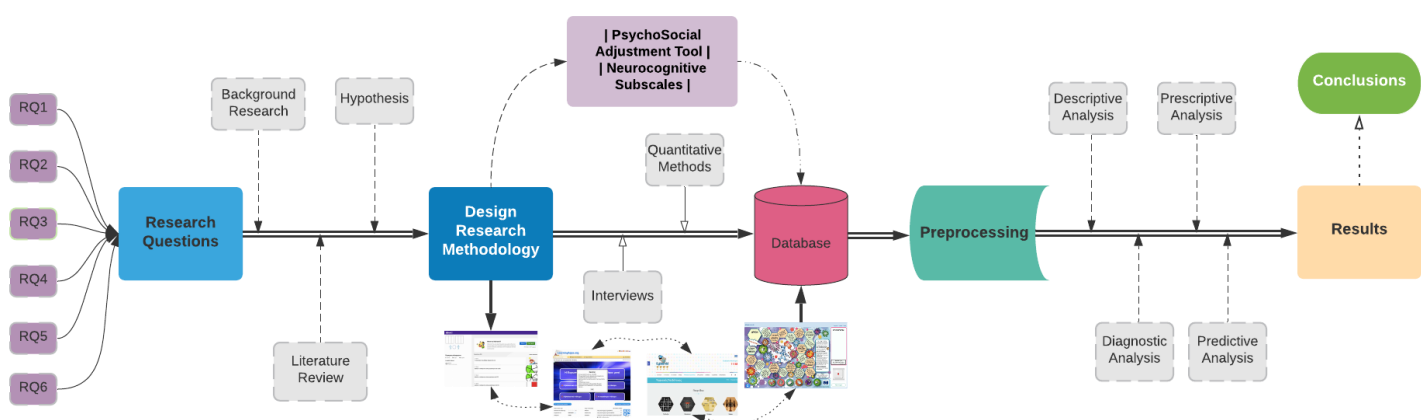 RQ1
RQ2
RQ3
RQ4
RQ5
RQ6
Research
Questions
Background
Research
Hypothesis
Literature
Review
Design
Research
Methodology
| PsychoSocial
Adjustment Tool |
| Neurocognitive
Subscales |
Quantitative
Methods
Interviews
Database
Preprocessing
Descriptive
Analysis
Prescriptive
Analysis
Diagnostic
Analysis
Predictive
Analysis
Results
Conclusions